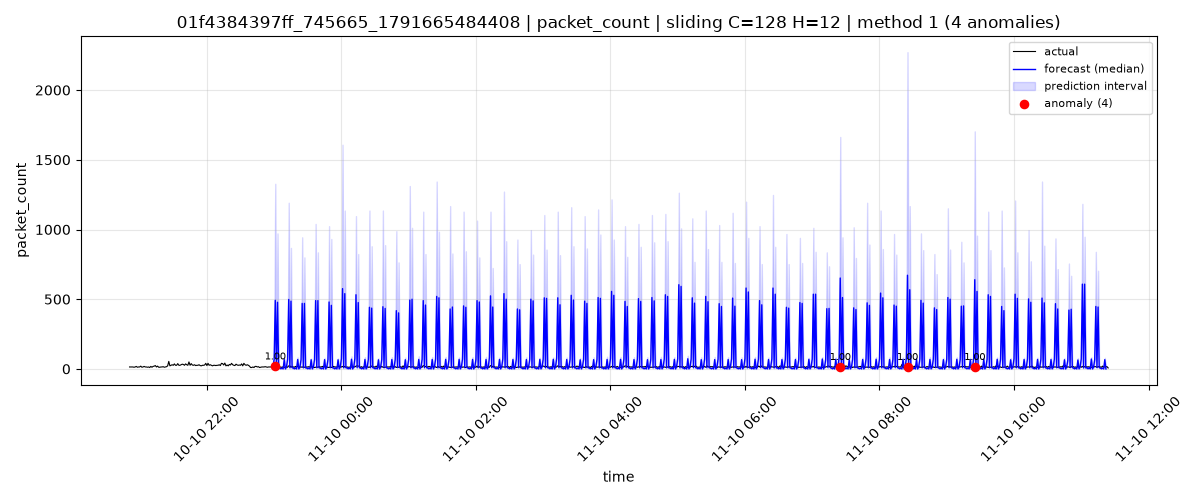 01f4384397ff_745665_1791665484408 | packet_count | sliding C=128 H=12 | method 1 (4 anomalies)
actual
forecast (median)
prediction interval
anomaly (4)
packet_count
2000
1500
1000
500
0
1.00
1.00
1.00
1.00
10-10 22:00
11-10 00:00
11-10 02:00
11-10 04:00
11-10 06:00
11-10 08:00
11-10 10:00
11-10 12:00
time